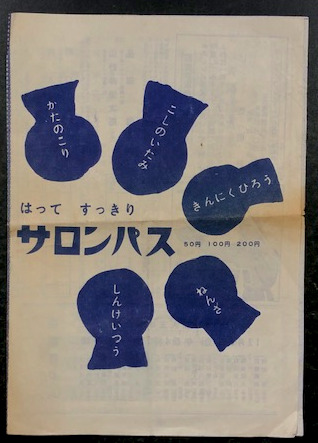 かたのこり
こしのいたみ
きんにくひろう
はって すっきり
サロンパス
50円 100円 200円
しんけいつう
ねんざ